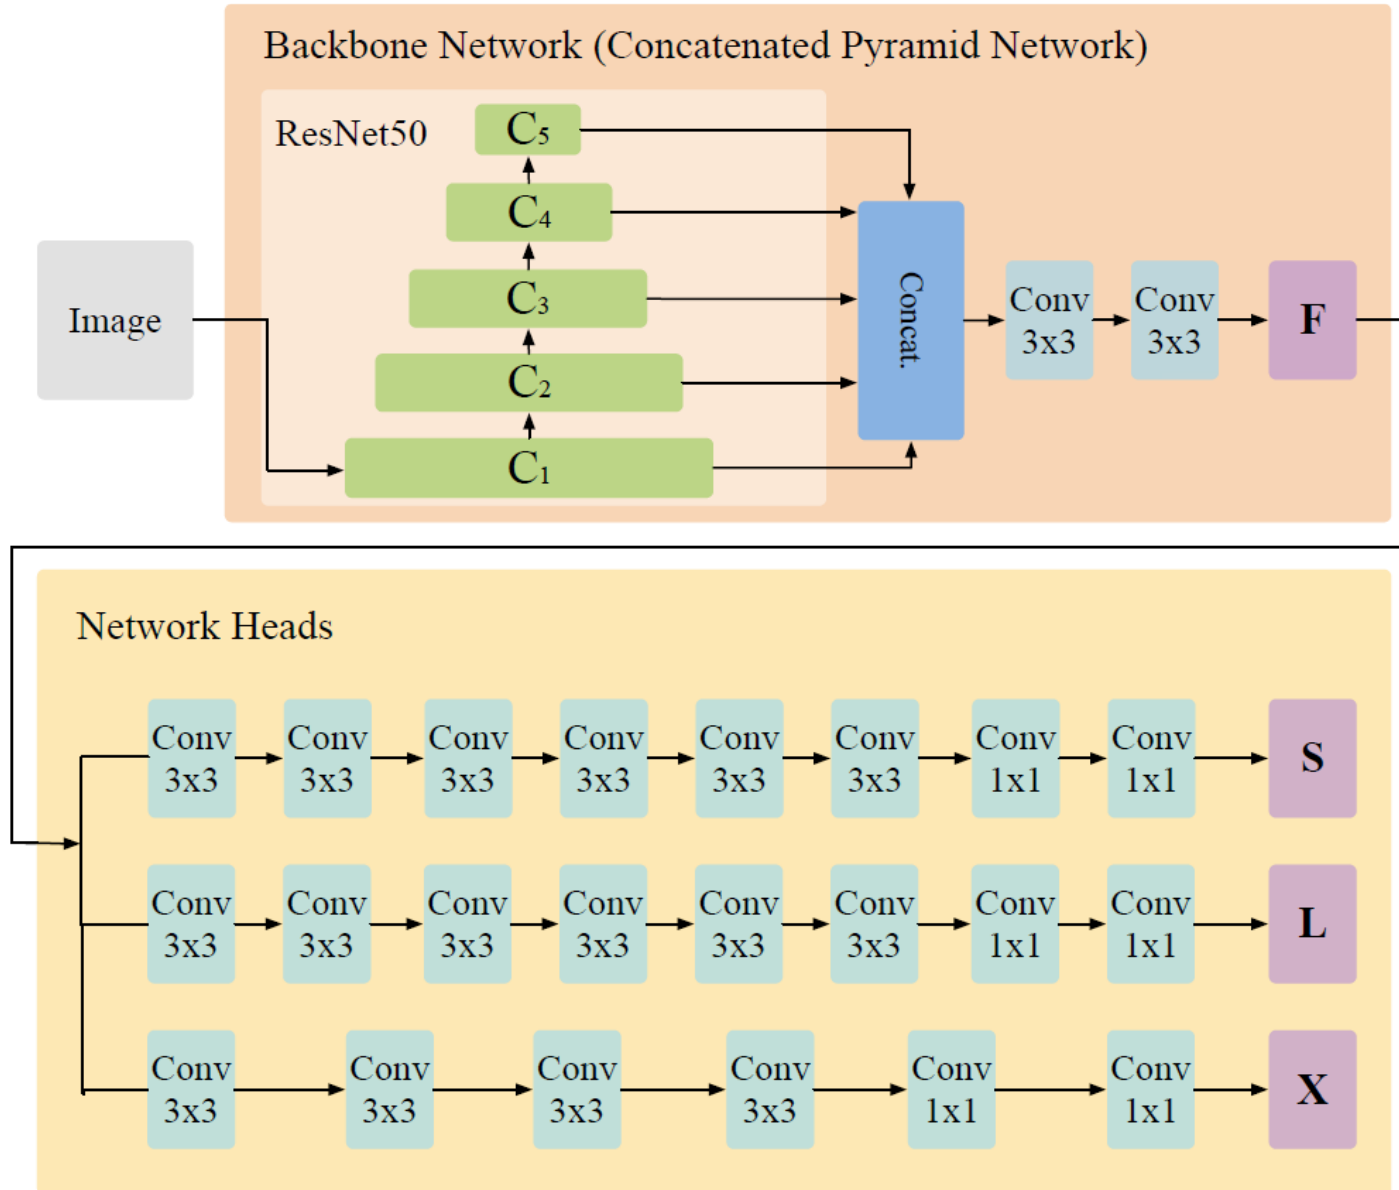 Backbone Network (Concatenated Pyramid Network)
ResNet50
C₅
C₄
C₃
C₂
C₁
Image
Concat.
Conv
3x3
Conv
3x3
F
Network Heads
Conv
3x3
Conv
3x3
Conv
3x3
Conv
3x3
Conv
3x3
Conv
3x3
Conv
1x1
Conv
1x1
S
Conv
3x3
Conv
3x3
Conv
3x3
Conv
3x3
Conv
3x3
Conv
3x3
Conv
1x1
Conv
1x1
L
Conv
3x3
Conv
3x3
Conv
3x3
Conv
3x3
Conv
1x1
Conv
1x1
X